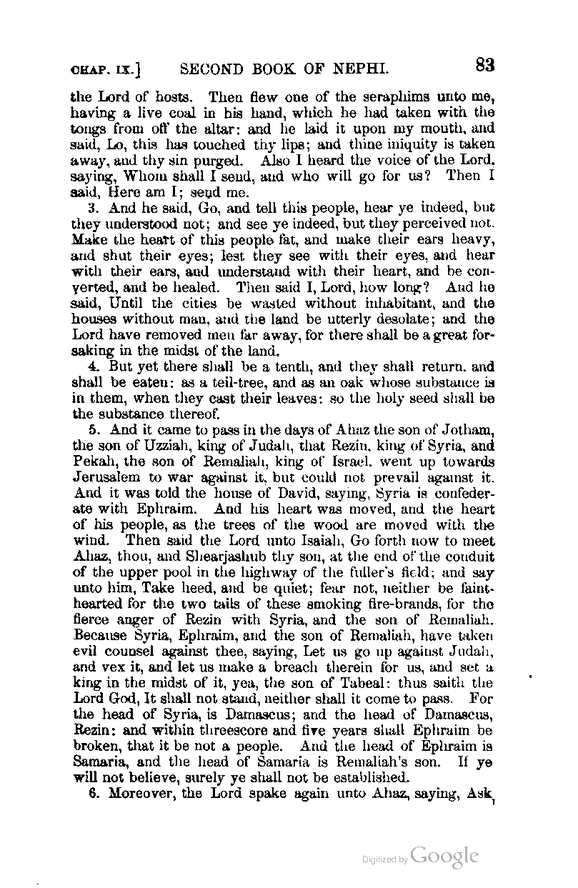 CHAP. IX.] SECOND BOOK OF NEPHI. 83
the Lord of hosts. Then flew one of the seraphims unto me,
having a live coal in his hand, which he had taken with the
tongs from off the altar: and he laid it upon my mouth, and
said, Lo, this has touched thy lips; and thine iniquity is taken
away, and thy sin purged. Also I heard the voice of the Lord,
saying, Whom shall I send, and who will go for us? Then I
said, Here am I; send me.
3. And he said, Go, and tell this people, hear ye indeed, but
they understood not; and see ye indeed, but they perceived not.
Make the heart of this people fat, and make their ears heavy,
and shut their eyes; lest they see with their eyes, and hear
with their ears, and understand with their heart, and be con-
verted, and be healed. Then said I, Lord, how long? And he
said, Until the cities be wasted without inhabitant, and the
houses without man, and the land be utterly desolate; and the
Lord have removed men far away, for there shall be a great for-
saking in the midst of the land.
4. But yet there shall be a tenth, and they shall return, and
shall be eaten: as a teil-tree, and as an oak whose substance is
in them, when they cast their leaves: so the holy seed shall be
the substance thereof.
5. And it came to pass in the days of Ahaz the son of Jotham,
the son of Uzziah, king of Judah, that Rezin, king of Syria, and
Pekah, the son of Remaliah, king of Israel, went up towards
Jerusalem to war against it, but could not prevail against it.
And it was told the house of David, saying, Syria is confeder-
ate with Ephraim. And his heart was moved, and the heart
of his people, as the trees of the wood are moved with the
wind. Then said the Lord unto Isaiah, Go forth now to meet
Ahaz, thou, and Shearjashub thy son, at the end of the conduit
of the upper pool in the highway of the fuller's field; and say
unto him, Take heed, and be quiet; fear not, neither be faint-
hearted for the two tails of these smoking fire-brands, for the
fierce anger of Rezin with Syria, and the son of Remaliah.
Because Syria, Ephraim, and the son of Remaliah, have taken
evil counsel against thee, saying, Let us go up against Judah,
and vex it, and let us make a breach therein for us, and set a
king in the midst of it, yea, the son of Tabeal: thus saith the
Lord God, It shall not stand, neither shall it come to pass. For
the head of Syria, is Damascus; and the head of Damascus,
Rezin: and within threescore and five years shall Ephraim be
broken, that it be not a people. And the head of Ephraim is
Samaria, and the head of Samaria is Remaliah's son. If ye
will not believe, surely ye shall not be established.
6. Moreover, the Lord spake again unto Ahaz, saying, Ask,
Digitized by Google